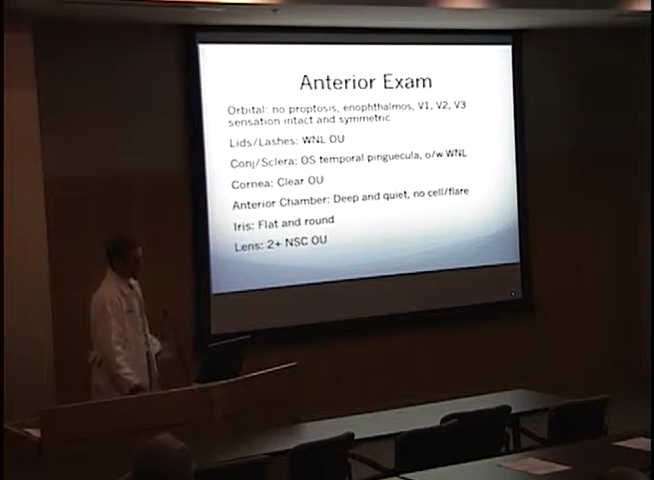 Anterior Exam
Orbital: no proptosis, enophthalmos, V1, V2, V3
sensation intact and symmetric
Lids/Lashes: WNL OU
Conj/Sclera: OS temporal pinguecula, o/w WNL
Cornea: Clear OU
Anterior Chamber: Deep and quiet, no cell/flare
Iris: Flat and round
Lens: 2+ NSC OU